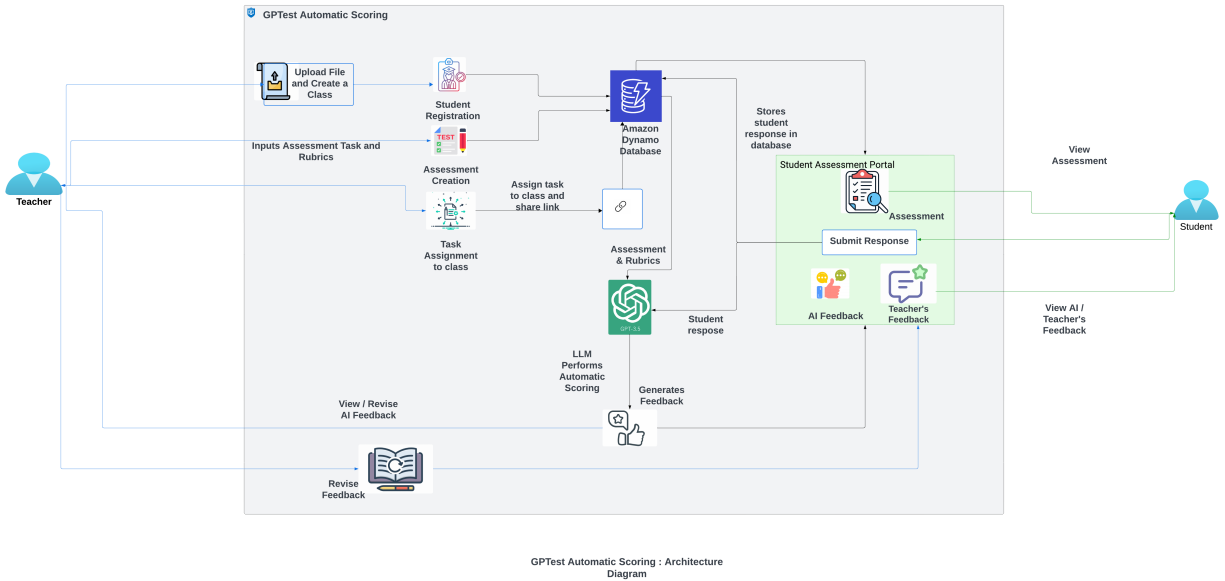 GPTest Automatic Scoring
Upload File
and Create a
Class
Student
Registration
TEST
Inputs Assessment Task and
Rubrics
Assessment
Creation
Teacher
Task
Assignment
to class
Assign task
to class and
share link
Amazon
Dynamo
Database
Stores
student
response in
database
Student Assessment Portal
Assessment
Submit Response
AI Feedback
Teacher's
Feedback
View
Assessment
Student
View AI /
Teacher's
Feedback
Assessment
& Rubrics
GPT-3.5
Student
respose
LLM
Performs
Automatic
Scoring
Generates
Feedback
View / Revise
AI Feedback
Revise
Feedback
GPTest Automatic Scoring : Architecture
Diagram